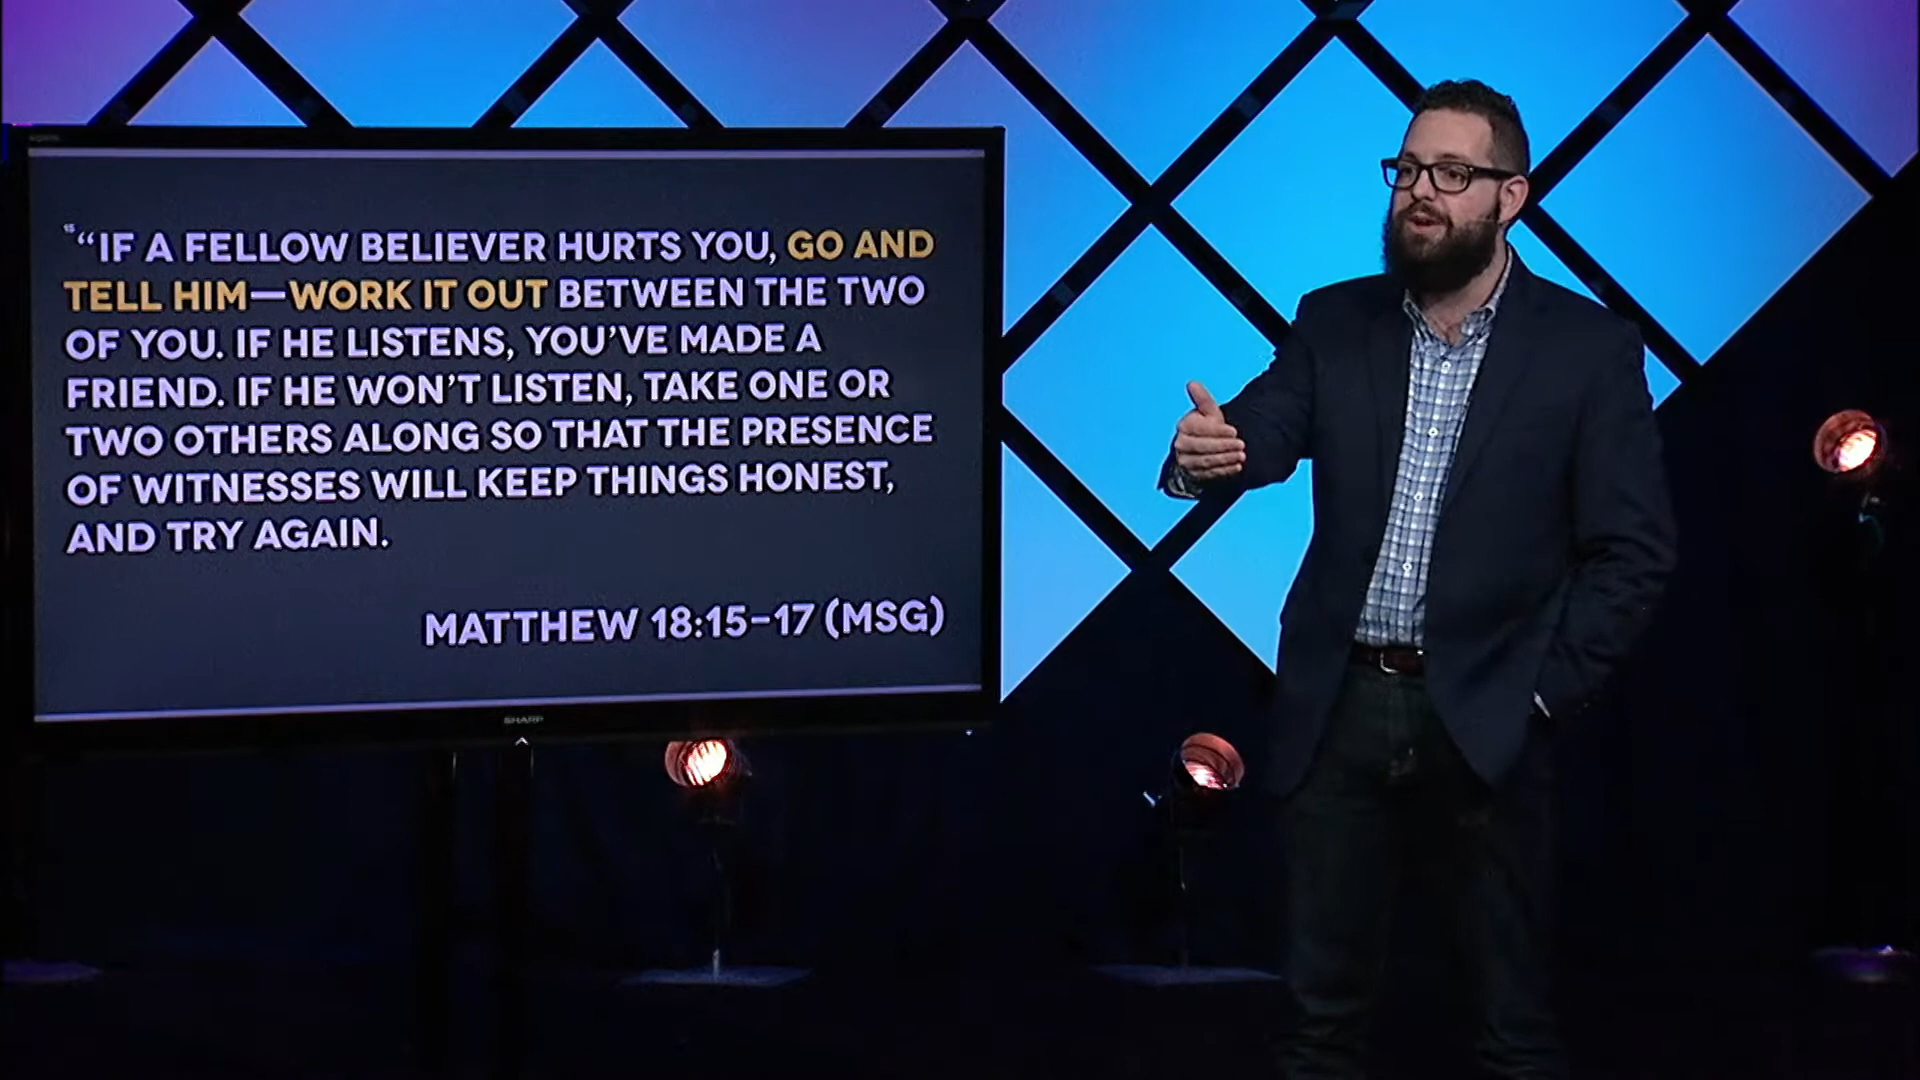 15 “IF A FELLOW BELIEVER HURTS YOU, GO AND
TELL HIM—WORK IT OUT BETWEEN THE TWO
OF YOU. IF HE LISTENS, YOU’VE MADE A
FRIEND. IF HE WON’T LISTEN, TAKE ONE OR
TWO OTHERS ALONG SO THAT THE PRESENCE
OF WITNESSES WILL KEEP THINGS HONEST,
AND TRY AGAIN.
MATTHEW 18:15–17 (MSG)
SHARP